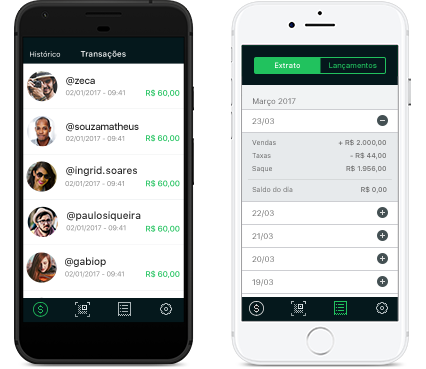 Histórico Transações
@zeca
02/01/2017 - 09:41 R$ 60,00
@souzamatheus
02/01/2017 - 09:41 R$ 60,00
@ingrid.soares
02/01/2017 - 09:41 R$ 60,00
@paulosiqueira
02/01/2017 - 09:41 R$ 60,00
@gabiop
02/01/2017 - 09:41 R$ 60,00
Extrato Lançamentos
Março 2017
23/03
Vendas + R$ 2.000,00
Taxas - R$ 44,00
Saque R$ 1.956,00
Saldo do dia R$ 0,00
22/03
21/03
20/03
19/03